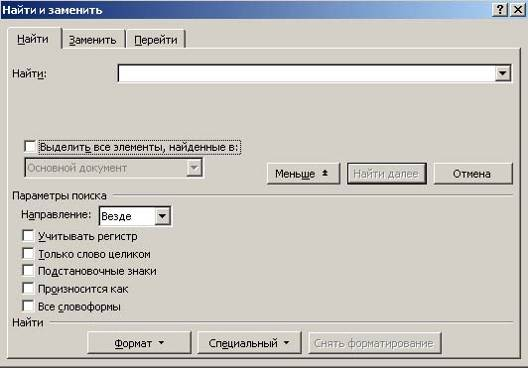 Найти и заменить
Найти Заменить Перейти
Найти:
Выделить все элементы, найденные в:
Основной документ
Меньше Найти далее Отмена
Параметры поиска
Направление: Везде
Учитывать регистр
Только слово целиком
Подстановочные знаки
Произносится как
Все словоформы
Найти
Формат Специальный Снять форматирование